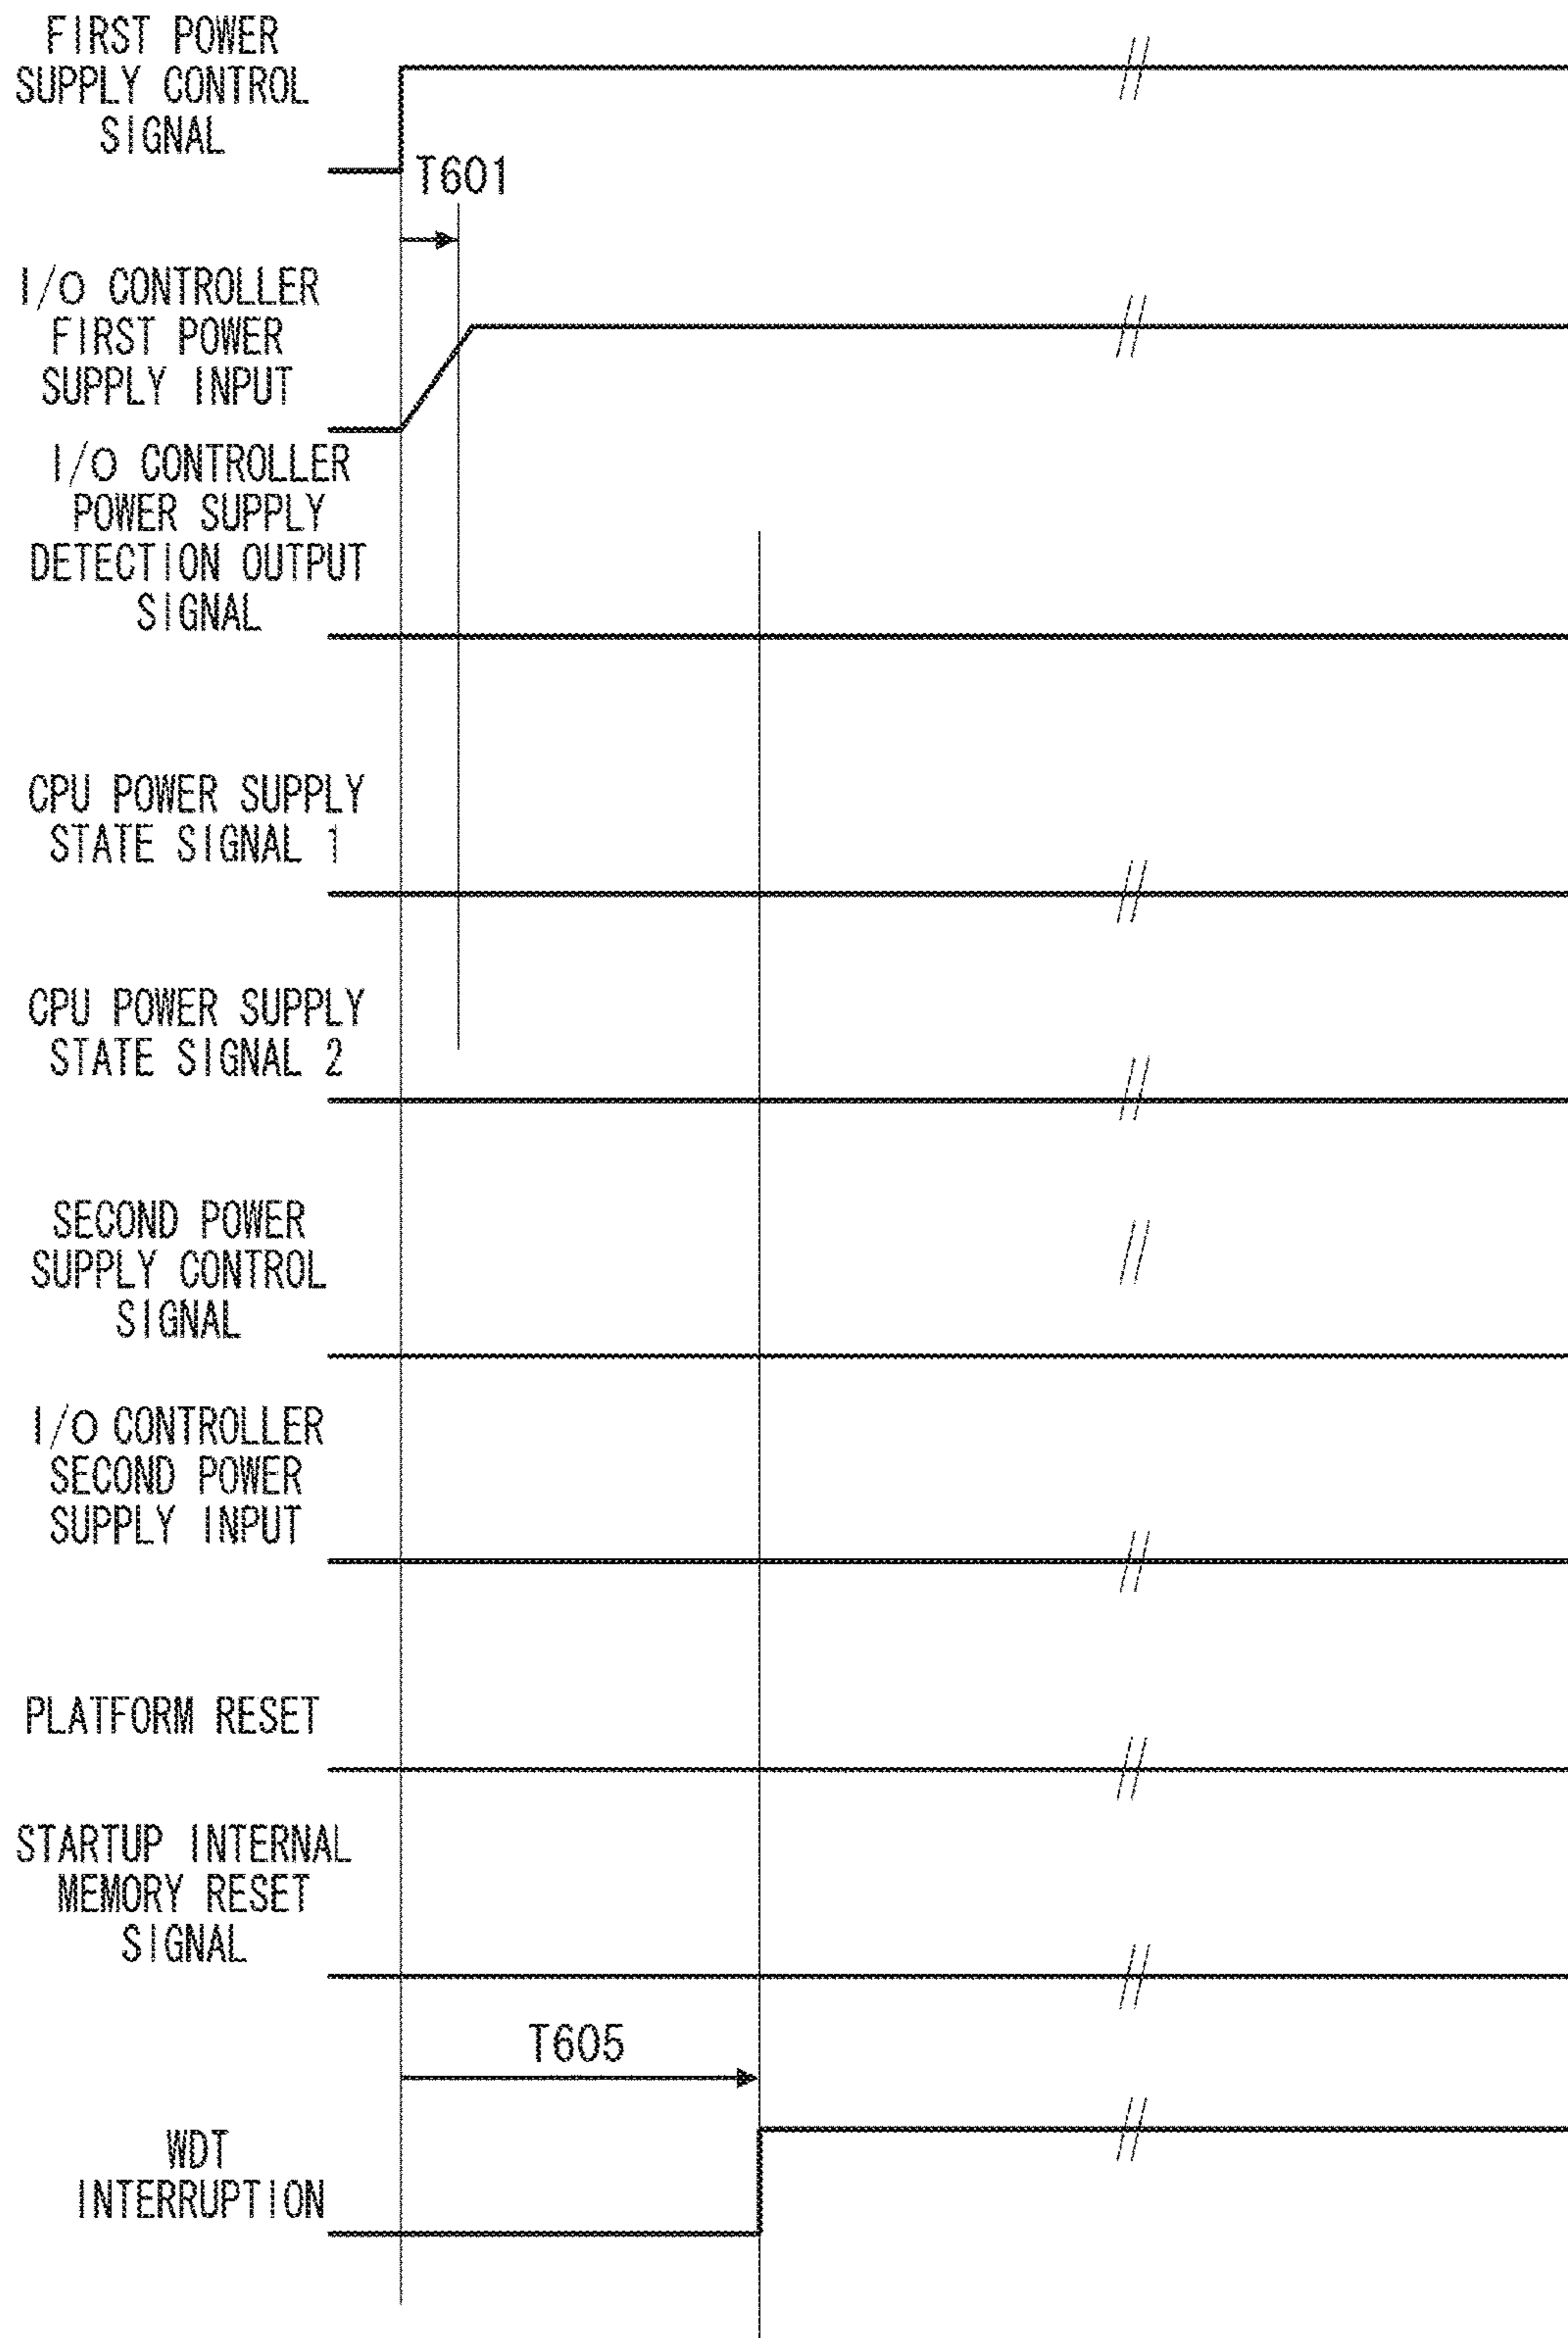 FIRST POWER
SUPPLY CONTROL
SIGNAL
T601
I/O CONTROLLER
FIRST POWER
SUPPLY INPUT
I/O CONTROLLER
POWER SUPPLY
DETECTION OUTPUT
SIGNAL
CPU POWER SUPPLY
STATE SIGNAL 1
CPU POWER SUPPLY
STATE SIGNAL 2
SECOND POWER
SUPPLY CONTROL
SIGNAL
I/O CONTROLLER
SECOND POWER
SUPPLY INPUT
PLATFORM RESET
STARTUP INTERNAL
MEMORY RESET
SIGNAL
T605
WDT
INTERRUPTION